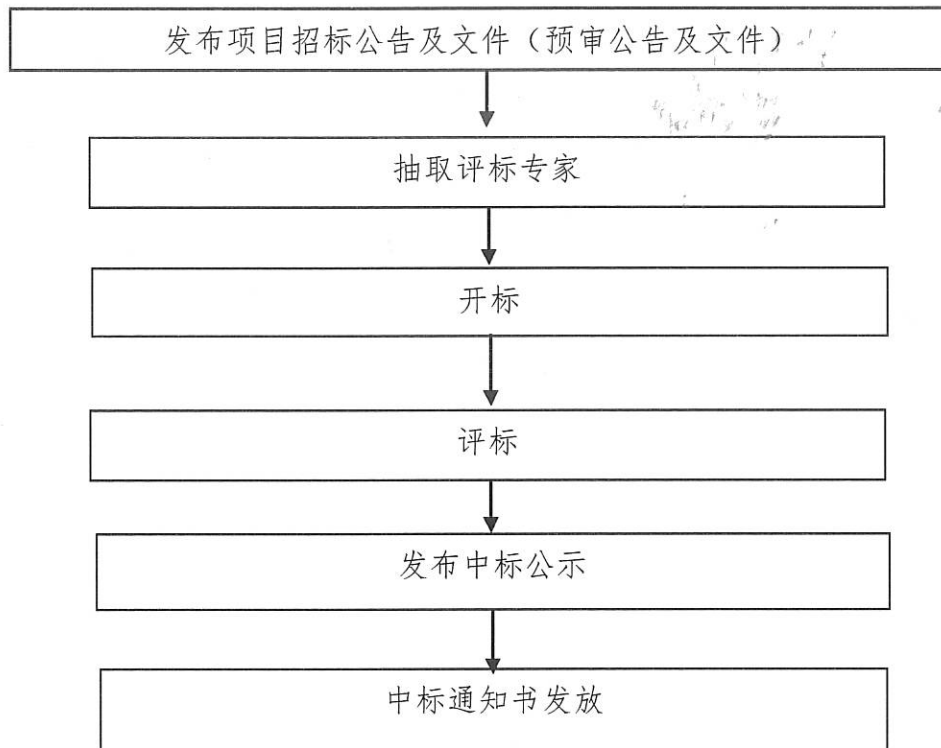 发布项目招标公告及文件（预审公告及文件）
抽取评标专家
开标
评标
发布中标公示
中标通知书发放